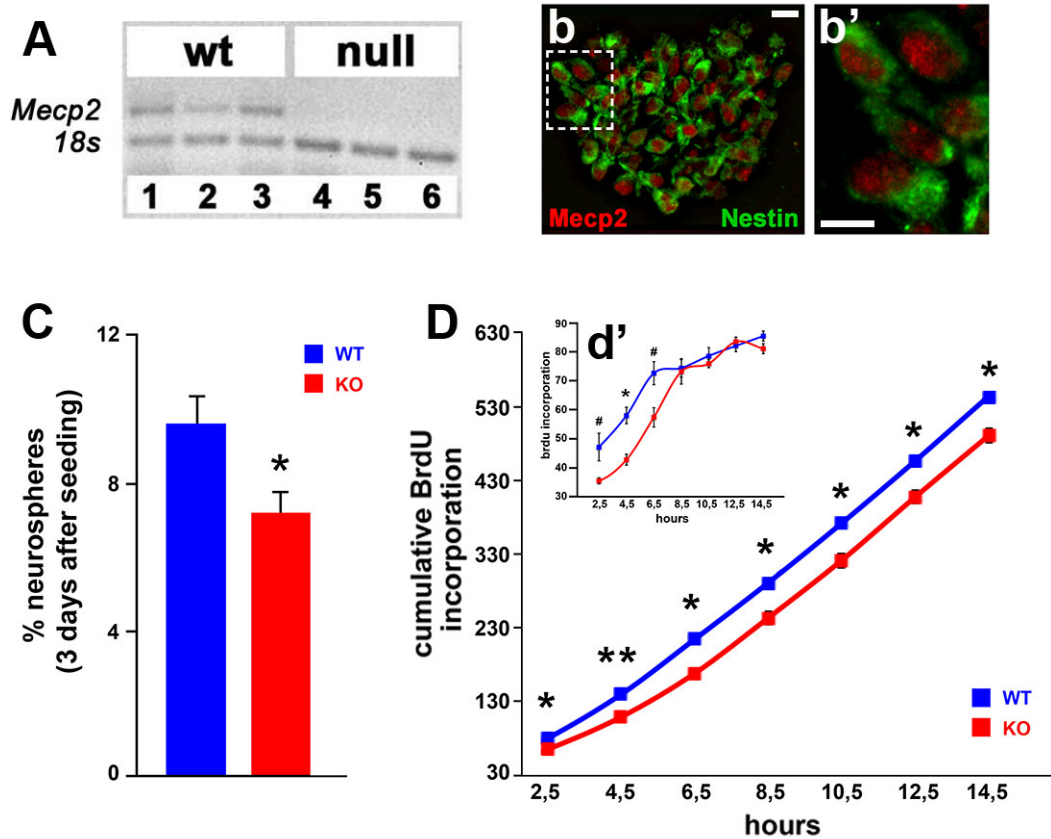 A
wt null
Mecp2
18s
1 2 3 4 5 6
b
Mecp2 Nestin
b'
C
% neurospheres
(3 days after seeding)
12
8
4
0
WT
KO
*
D
cumulative BrdU
incorporation
630
530
430
330
230
130
30
* ** * * * * *
2,5 4,5 6,5 8,5 10,5 12,5 14,5
hours
WT
KO
d'
brdu incorporation
90
80
70
60
50
40
30
# * #
2,5 4,5 6,5 8,5 10,5 12,5 14,5
hours